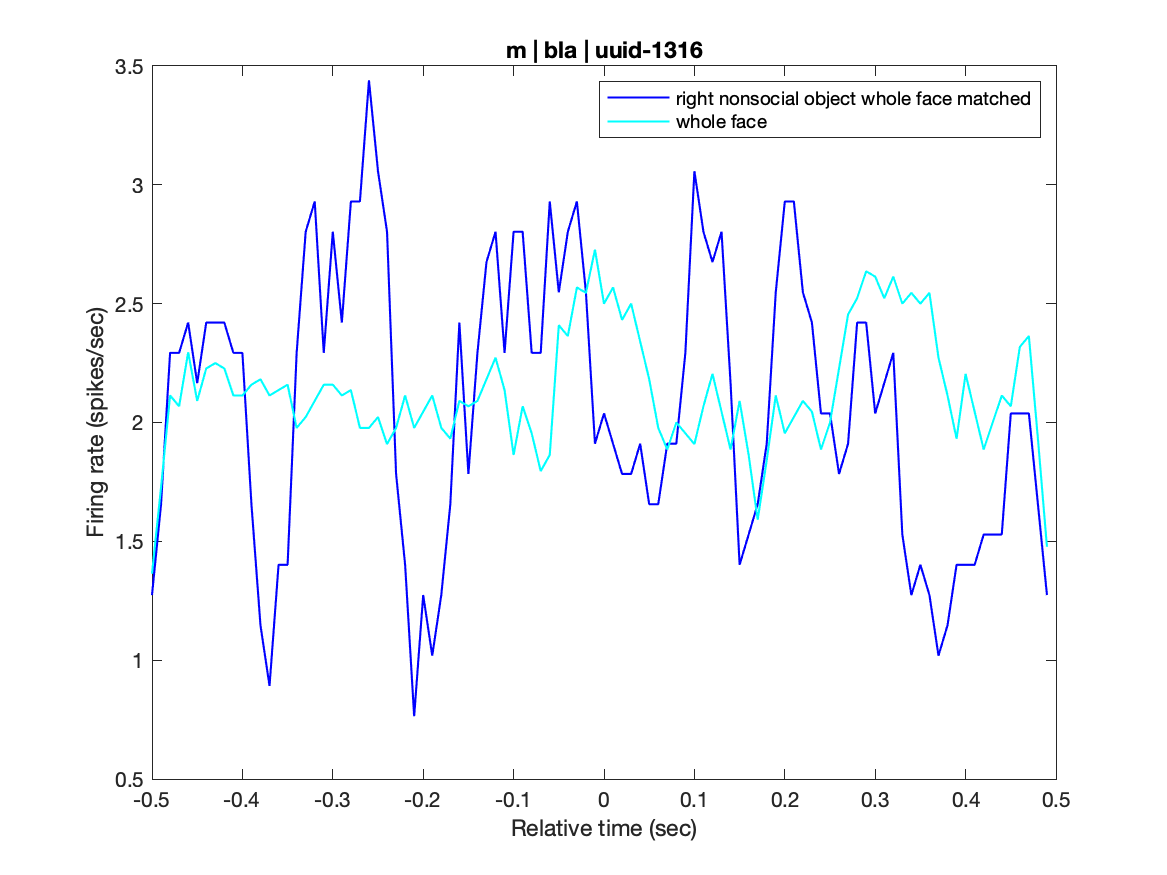 m | bla | uuid-1316
3.5
3
2.5
2
1.5
1
0.5
Firing rate (spikes/sec)
right nonsocial object whole face matched
whole face
-0.5 -0.4 -0.3 -0.2 -0.1 0 0.1 0.2 0.3 0.4 0.5
Relative time (sec)